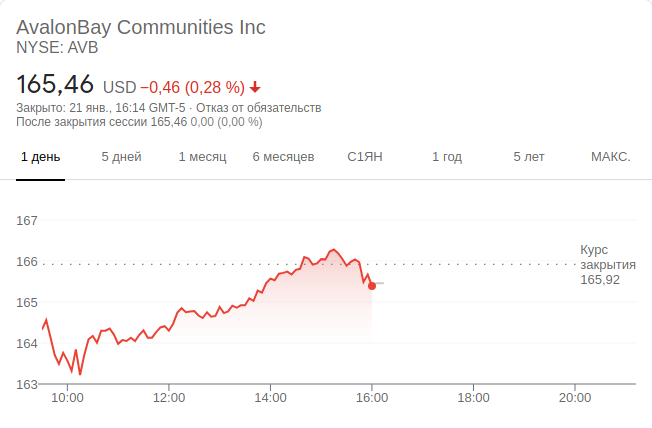 AvalonBay Communities Inc
NYSE: AVB
165,46 USD −0,46 (0,28 %)
Закрыто: 21 янв., 16:14 GMT-5 · Отказ от обязательств
После закрытия сессии 165,46 0,00 (0,00 %)
1 день 5 дней 1 месяц 6 месяцев С1ЯН 1 год 5 лет МАКС.
167
166
165
164
163
Курс
закрытия
165,92
10:00 12:00 14:00 16:00 18:00 20:00